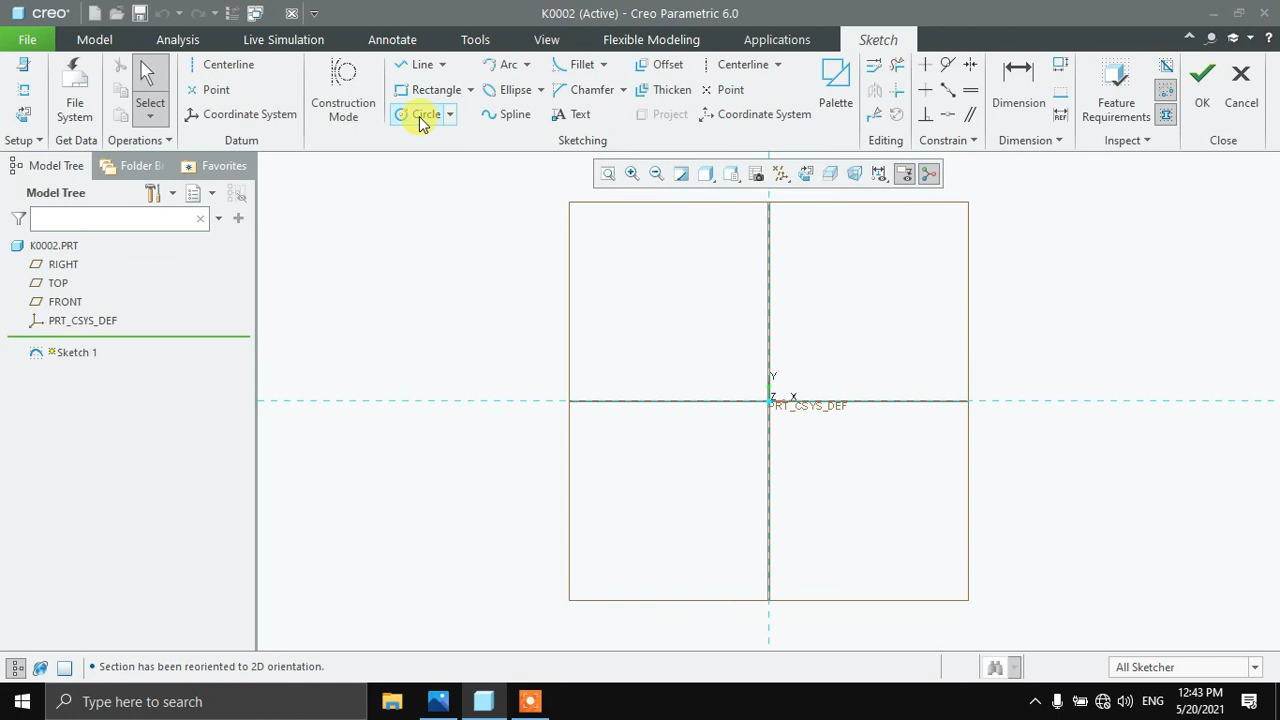 creo K0002 (Active) - Creo Parametric 6.0
File Model Analysis Live Simulation Annotate Tools View Flexible Modeling Applications Sketch
Centerline Line Arc Fillet Offset Centerline
File System Select Point Construction Mode Rectangle Ellipse Chamfer Thicken Point Palette Dimension Feature Requirements OK Cancel
Coordinate System Circle Spline Text Project Coordinate System
Setup Get Data Operations Datum Sketching Editing Constrain Dimension Inspect Close
Model Tree Folder B Favorites
Model Tree
K0002.PRT
RIGHT
TOP
FRONT
PRT_CSYS_DEF
Sketch 1
Y
Z X
PRT_CSYS_DEF
• Section has been reoriented to 2D orientation.
All Sketcher
Type here to search
ENG
12:43 PM
5/20/2021